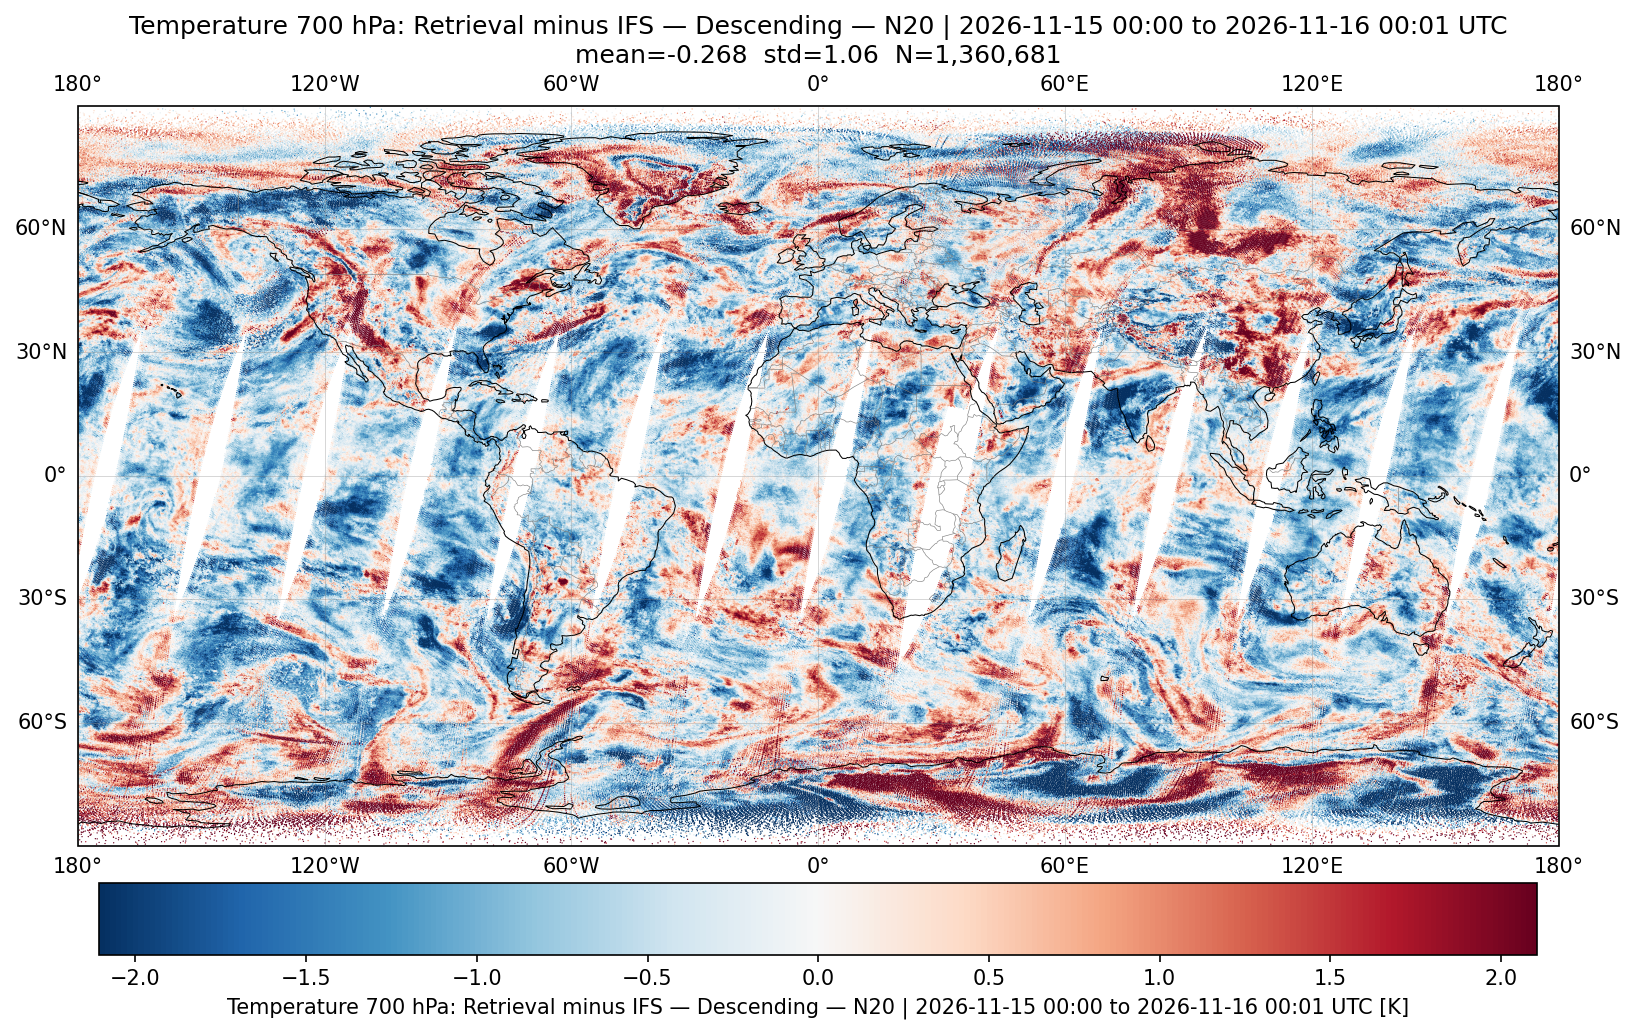 Temperature 700 hPa: Retrieval minus IFS — Descending — N20 | 2026-11-15 00:00 to 2026-11-16 00:01 UTC
mean=-0.268  std=1.06  N=1,360,681
180° 120°W 60°W 0° 60°E 120°E 180°
60°N 60°N
30°N 30°N
0° 0°
30°S 30°S
60°S 60°S
180° 120°W 60°W 0° 60°E 120°E 180°
−2.0 −1.5 −1.0 −0.5 0.0 0.5 1.0 1.5 2.0
Temperature 700 hPa: Retrieval minus IFS — Descending — N20 | 2026-11-15 00:00 to 2026-11-16 00:01 UTC [K]